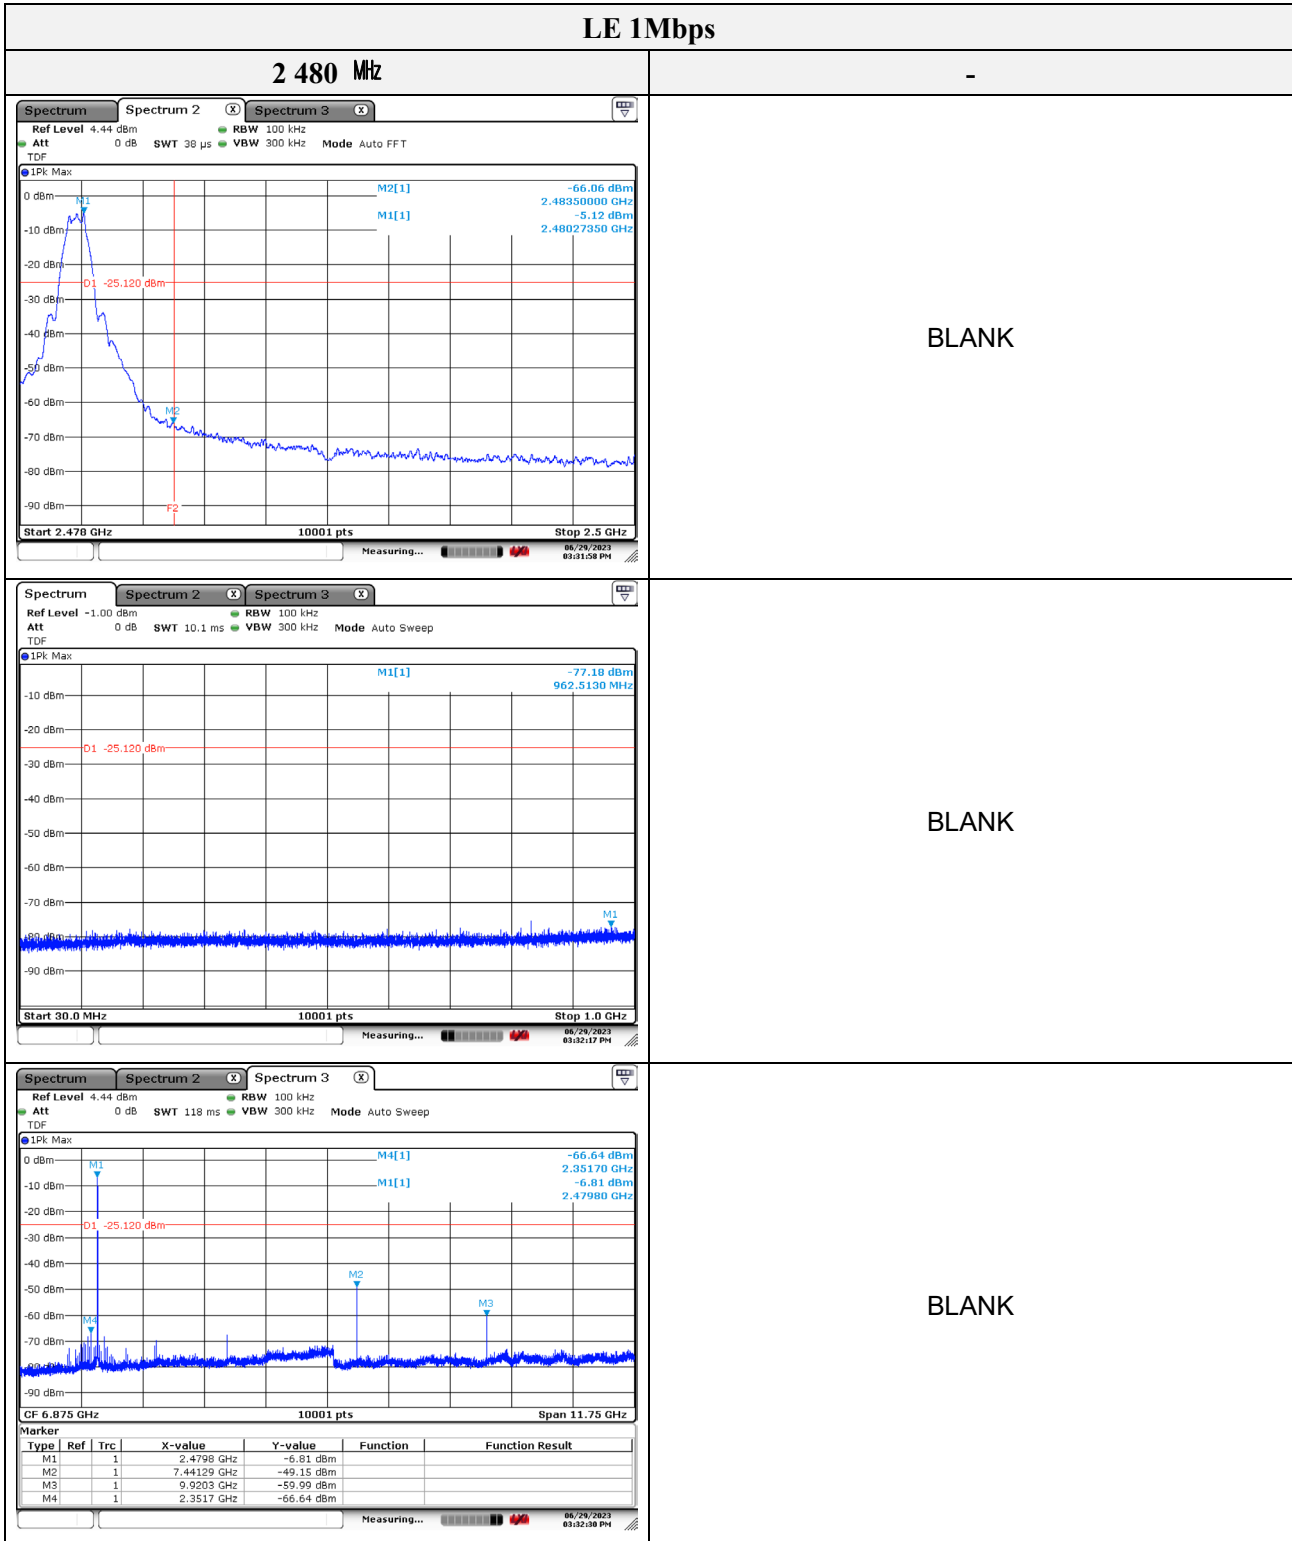 LE 1Mbps
2 480 ㎒
-
Spectrum
Spectrum 2
Spectrum 3
Ref Level 4.44 dBm
RBW 100 kHz
Att 0 dB SWT 38 µs VBW 300 kHz Mode Auto FFT
TDF
1Pk Max
M2[1] -66.06 dBm
2.48350000 GHz
M1[1] -5.12 dBm
2.48027350 GHz
0 dBm
M1
-10 dBm
-20 dBm
D1 -25.120 dBm
-30 dBm
-40 dBm
-50 dBm
-60 dBm
M2
-70 dBm
-80 dBm
-90 dBm
F2
Start 2.478 GHz 10001 pts Stop 2.5 GHz
Measuring... 06/29/2023
03:31:58 PM
BLANK
Spectrum
Spectrum 2
Spectrum 3
Ref Level -1.00 dBm
RBW 100 kHz
Att 0 dB SWT 10.1 ms VBW 300 kHz Mode Auto Sweep
TDF
1Pk Max
M1[1] -77.18 dBm
962.5130 MHz
-10 dBm
-20 dBm
D1 -25.120 dBm
-30 dBm
-40 dBm
-50 dBm
-60 dBm
-70 dBm
M1
-80 dBm
-90 dBm
Start 30.0 MHz 10001 pts Stop 1.0 GHz
Measuring... 06/29/2023
03:32:17 PM
BLANK
Spectrum
Spectrum 2
Spectrum 3
Ref Level 4.44 dBm
RBW 100 kHz
Att 0 dB SWT 118 ms VBW 300 kHz Mode Auto Sweep
TDF
1Pk Max
M4[1] -66.64 dBm
2.35170 GHz
M1[1] -6.81 dBm
2.47980 GHz
0 dBm
M1
-10 dBm
-20 dBm
D1 -25.120 dBm
-30 dBm
-40 dBm
M2
-50 dBm
M3
-60 dBm
M4
-70 dBm
-80 dBm
-90 dBm
CF 6.875 GHz 10001 pts Span 11.75 GHz
Marker
Type Ref Trc X-value Y-value Function Function Result
M1 1 2.4798 GHz -6.81 dBm
M2 1 7.44129 GHz -49.15 dBm
M3 1 9.9203 GHz -59.99 dBm
M4 1 2.3517 GHz -66.64 dBm
Measuring... 06/29/2023
03:32:30 PM
BLANK